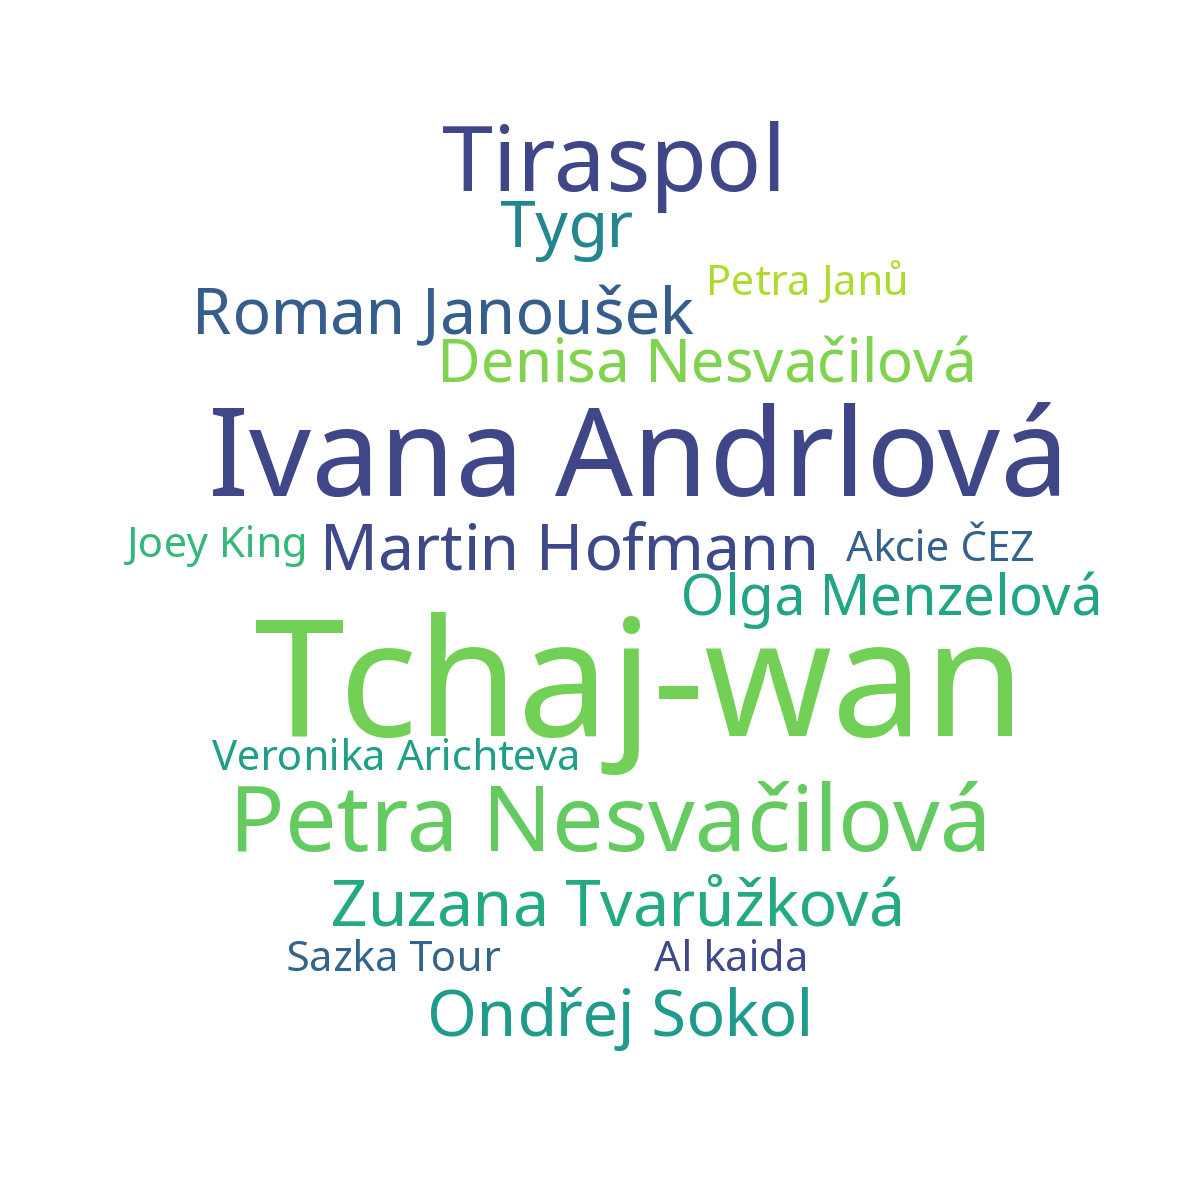 Tiraspol
Tygr
Petra Janů
Roman Janoušek
Denisa Nesvačilová
Ivana Andrlová
Joey King
Martin Hofmann
Akcie ČEZ
Olga Menzelová
Tchaj-wan
Veronika Arichteva
Petra Nesvačilová
Zuzana Tvarůžková
Sazka Tour
Al kaida
Ondřej Sokol